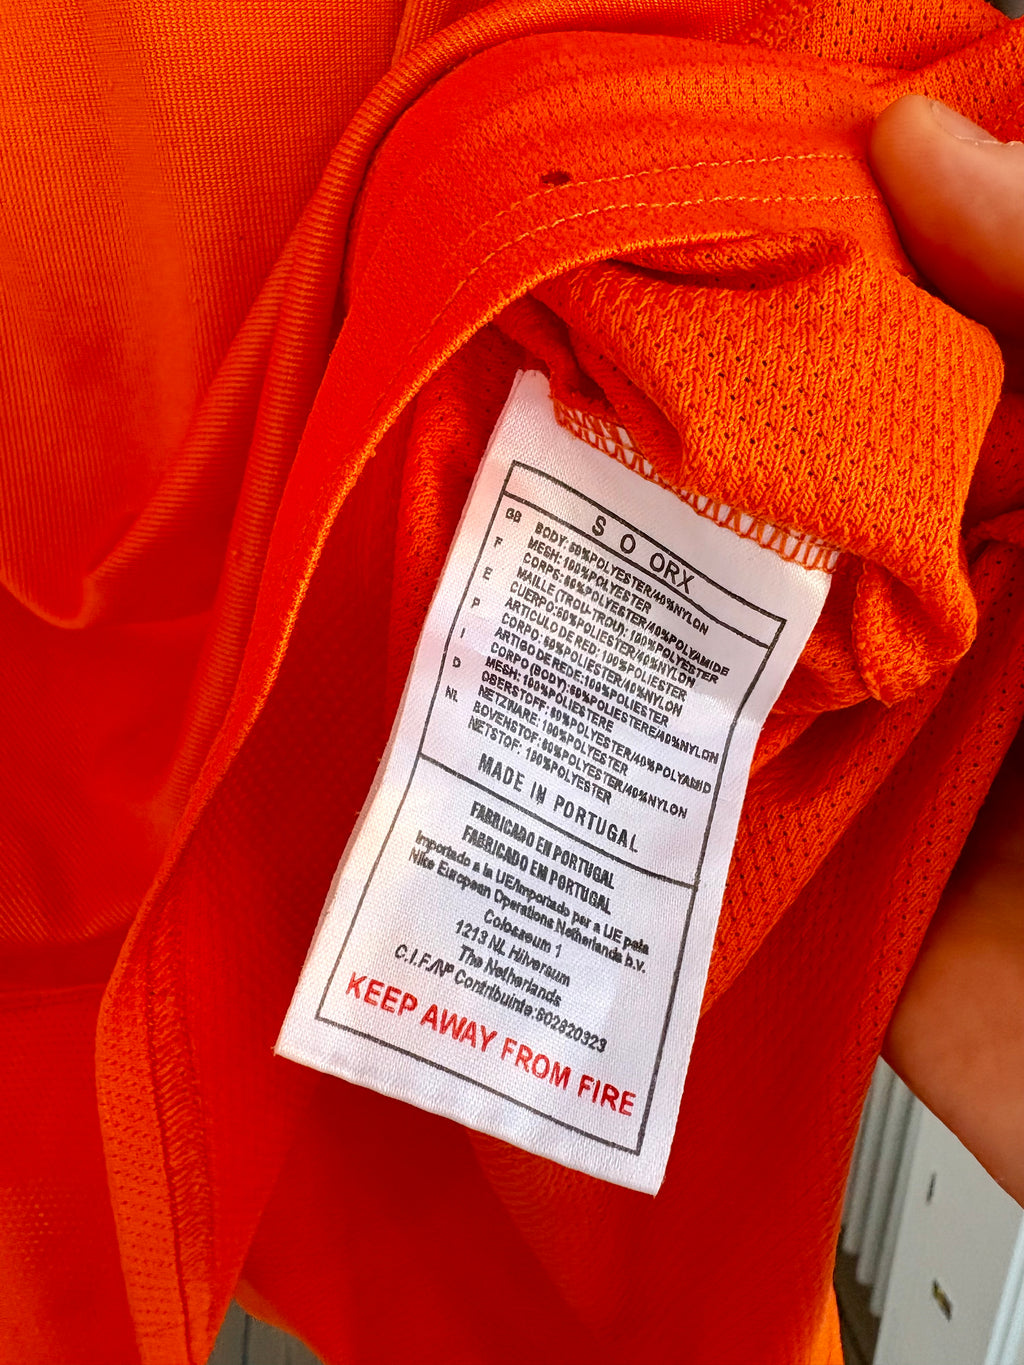 S O ORX
GB BODY: 60%POLYESTER/40%NYLON
MESH: 100%POLYESTER
F CORPS: 60%POLYESTER/40%POLYAMIDE
MAILLE (TROU-TROU): 100%POLYESTER
E CUERPO:60%POLIESTER/40%NYLON
ARTICULO DE RED: 100%POLIESTER
P CORPO: 60%POLIESTER/40%NYLON
ARTIGO DE REDE:100%POLIESTER
I CORPO (BODY):60%POLIESTERE/40%NYLON
MESH: 100%POLIESTERE
D OBERSTOFF: 60%POLYESTER/40%POLYAMID
NETZWARE: 100%POLYESTER
NL BOVENSTOF:60%POLYESTER/40%NYLON
NETSTOF: 100%POLYESTER
MADE IN PORTUGAL
FABRICADO EN PORTUGAL
FABRICADO EM PORTUGAL
Importado a la UE/Importado por a UE pela
Nike European Operations Netherlands b.v.
Colosseum 1
1213 NL Hilversum
The Netherlands
C.I.F./Nº Contribuinte:802820323
KEEP AWAY FROM FIRE